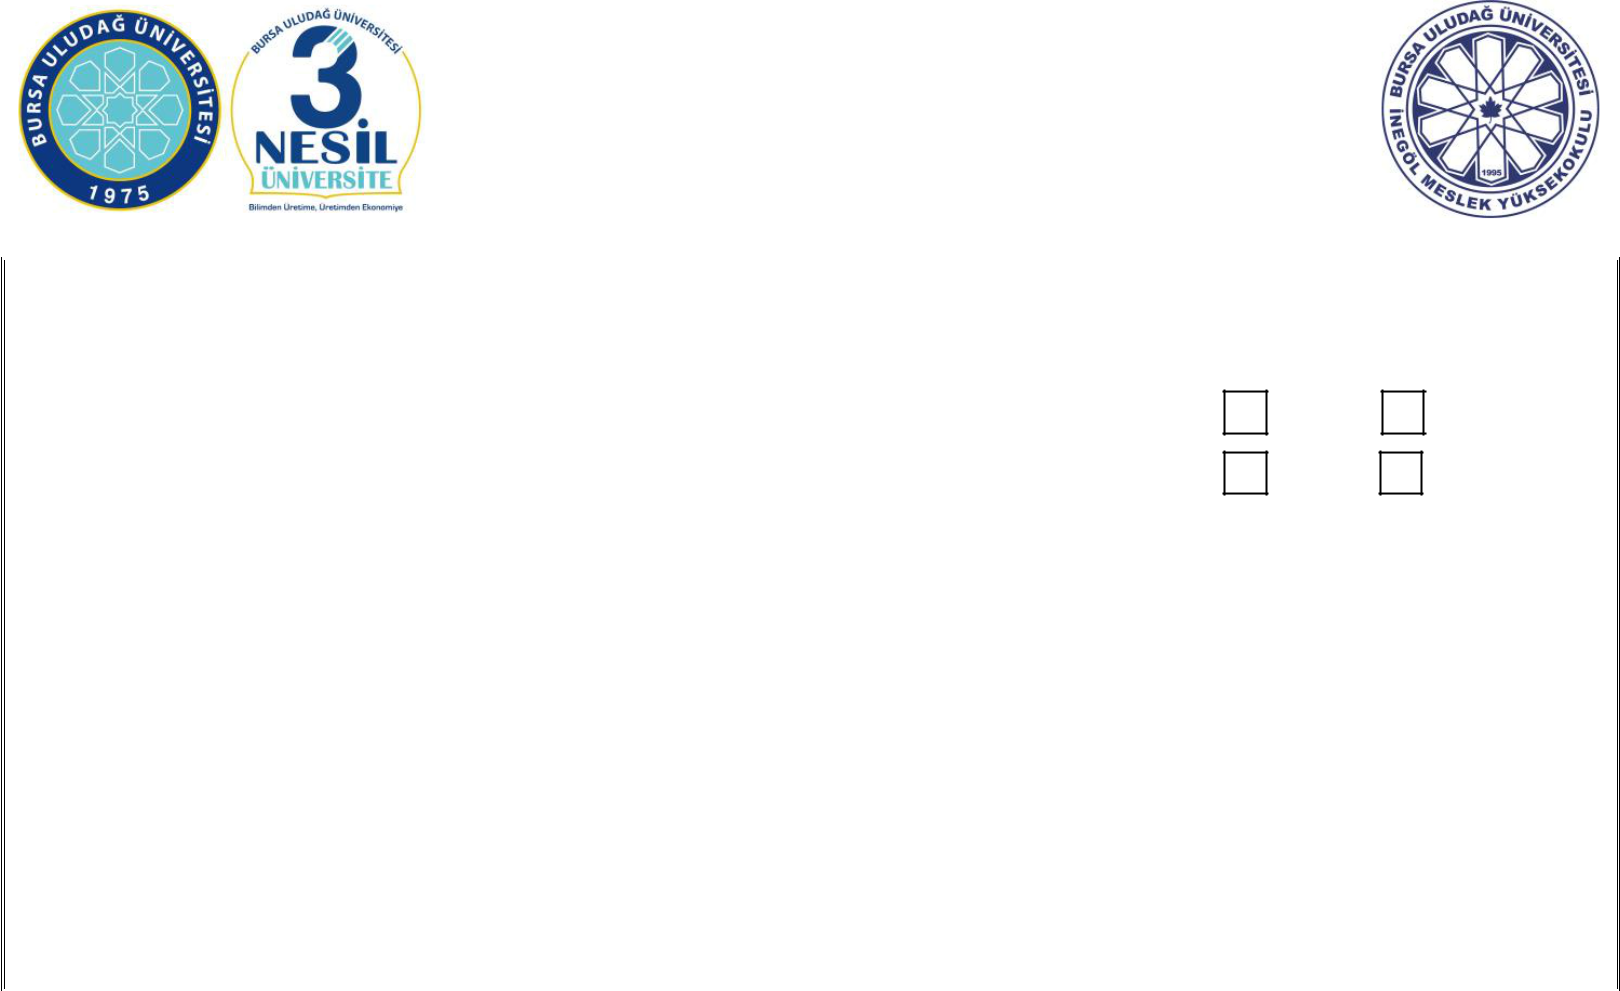 BURSA ULUDAĞ ÜNİVERSİTESİ
1975
BURSA ULUDAĞ ÜNİVERSİTESİ
3
NESİL
ÜNİVERSİTE
Bilimden Üretime, Üretimden Ekonomiye
BURSA ULUDAĞ ÜNİVERSİTESİ
1995
İNEGÖL MESLEK YÜKSEKOKULU